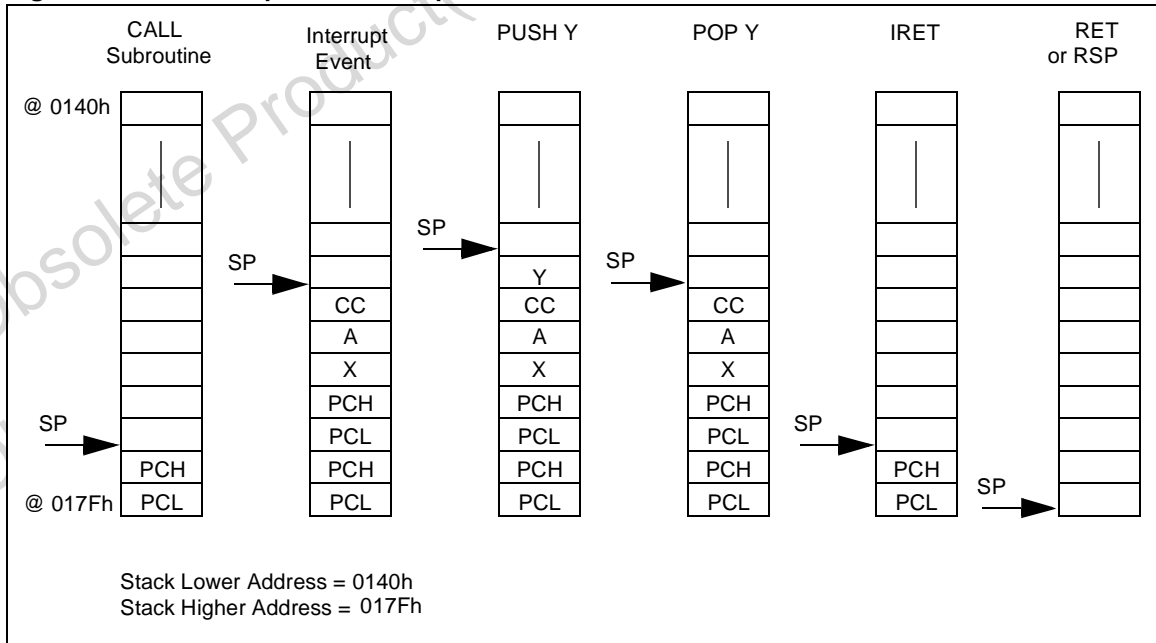 CALL
Subroutine
Interrupt
Event
PUSH Y
POP Y
IRET
RET
or RSP
@ 0140h
SP
SP
SP
Y
CC
CC
CC
A
A
A
X
X
X
PCH
PCH
PCH
SP
SP
PCL
PCL
PCL
PCH
PCH
PCH
PCH
PCH
SP
@ 017Fh
PCL
PCL
PCL
PCL
PCL
Stack Lower Address = 0140h
Stack Higher Address = 017Fh
Obsolete Product(